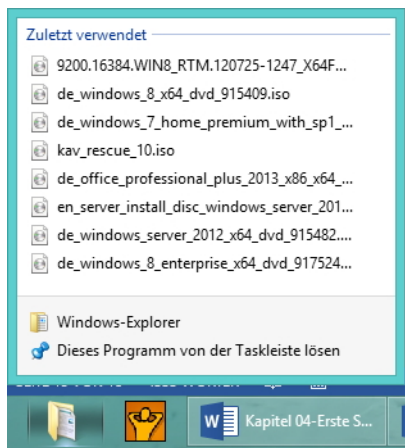 Zuletzt verwendet
9200.16384.WIN8_RTM.120725-1247_X64F...
de_windows_8_x64_dvd_915409.iso
de_windows_7_home_premium_with_sp1_...
kav_rescue_10.iso
de_office_professional_plus_2013_x86_x64_...
en_server_install_disc_windows_server_201...
de_windows_server_2012_x64_dvd_915482....
de_windows_8_enterprise_x64_dvd_917524...
Windows-Explorer
Dieses Programm von der Taskleiste lösen
Kapitel 04-Erste S...